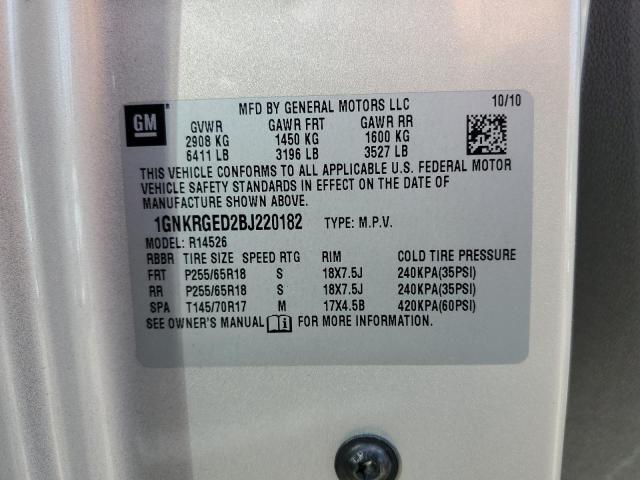 MFD BY GENERAL MOTORS LLC 10/10
GM
GVWR GAWR FRT GAWR RR
2908 KG 1450 KG 1600 KG
6411 LB 3196 LB 3527 LB
THIS VEHICLE CONFORMS TO ALL APPLICABLE U.S. FEDERAL MOTOR
VEHICLE SAFETY STANDARDS IN EFFECT ON THE DATE OF
MANUFACTURE SHOWN ABOVE.
1GNKRGED2BJ220182 TYPE: M.P.V.
MODEL: R14526
RBBR TIRE SIZE SPEED RTG RIM COLD TIRE PRESSURE
FRT P255/65R18 S 18X7.5J 240KPA(35PSI)
RR P255/65R18 S 18X7.5J 240KPA(35PSI)
SPA T145/70R17 M 17X4.5B 420KPA(60PSI)
SEE OWNER'S MANUAL i FOR MORE INFORMATION.